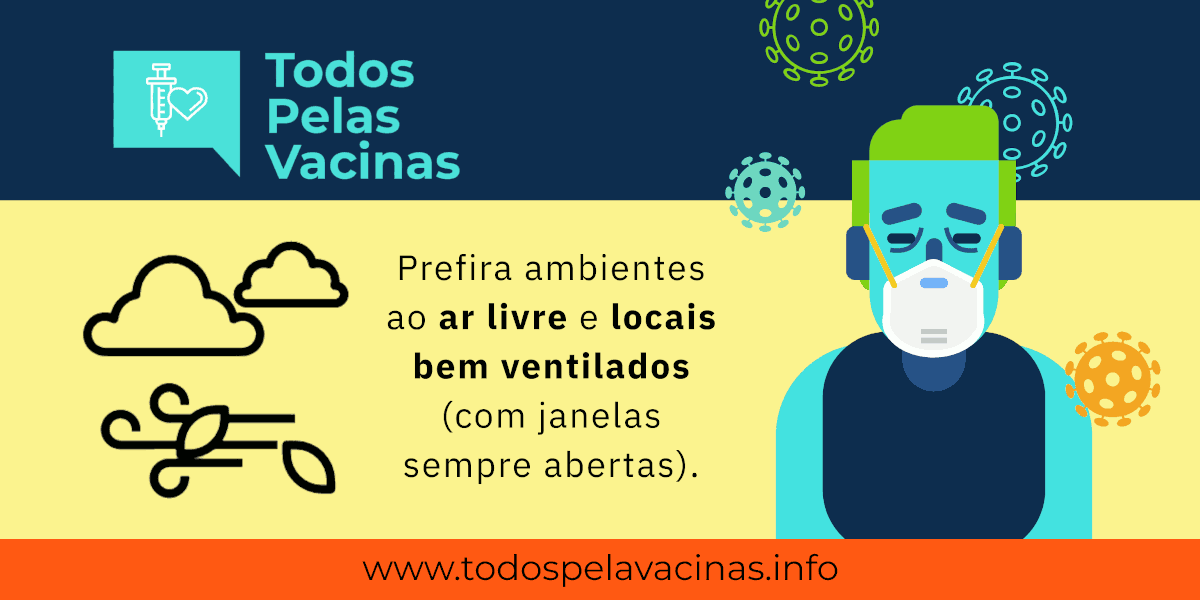 Todos
Pelas
Vacinas
Prefira ambientes
ao ar livre e locais
bem ventilados
(com janelas
sempre abertas).
www.todospelavacinas.info